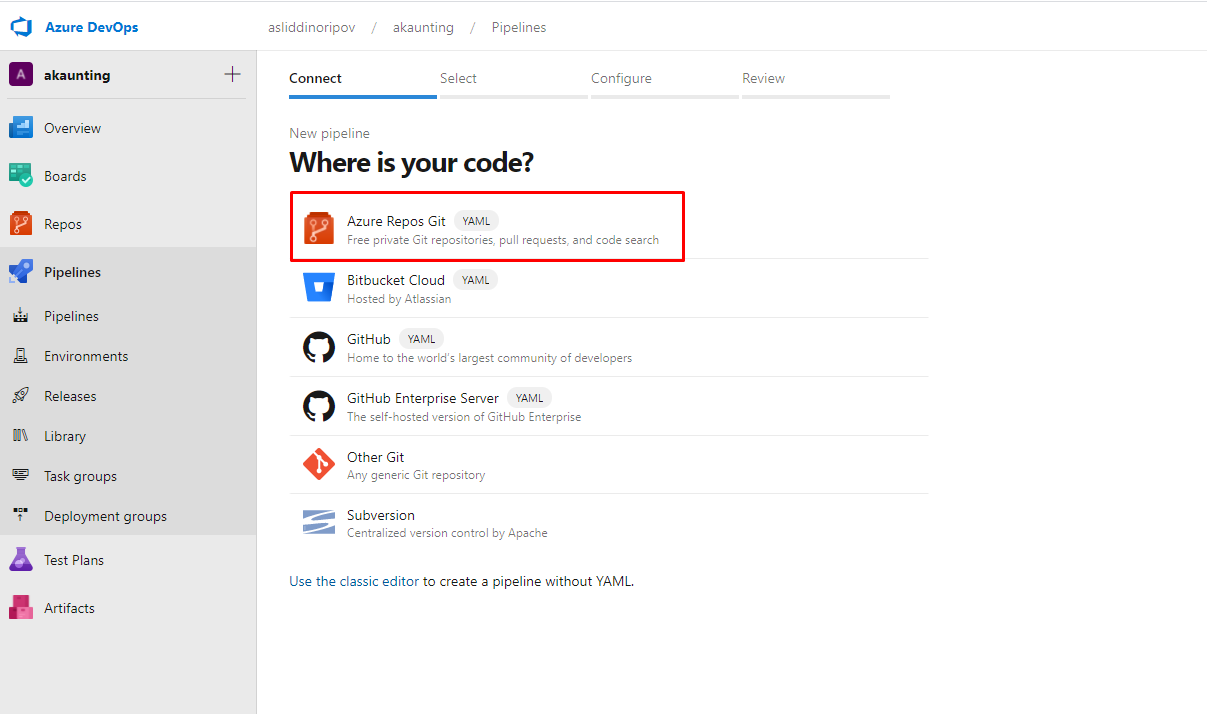 Azure DevOps
asliddinoripov / akaunting / Pipelines
A akaunting
Overview
Boards
Repos
Pipelines
Pipelines
Environments
Releases
Library
Task groups
Deployment groups
Test Plans
Artifacts
Connect Select Configure Review
New pipeline
Where is your code?
Azure Repos Git YAML
Free private Git repositories, pull requests, and code search
Bitbucket Cloud YAML
Hosted by Atlassian
GitHub YAML
Home to the world's largest community of developers
GitHub Enterprise Server YAML
The self-hosted version of GitHub Enterprise
Other Git
Any generic Git repository
Subversion
Centralized version control by Apache
Use the classic editor to create a pipeline without YAML.